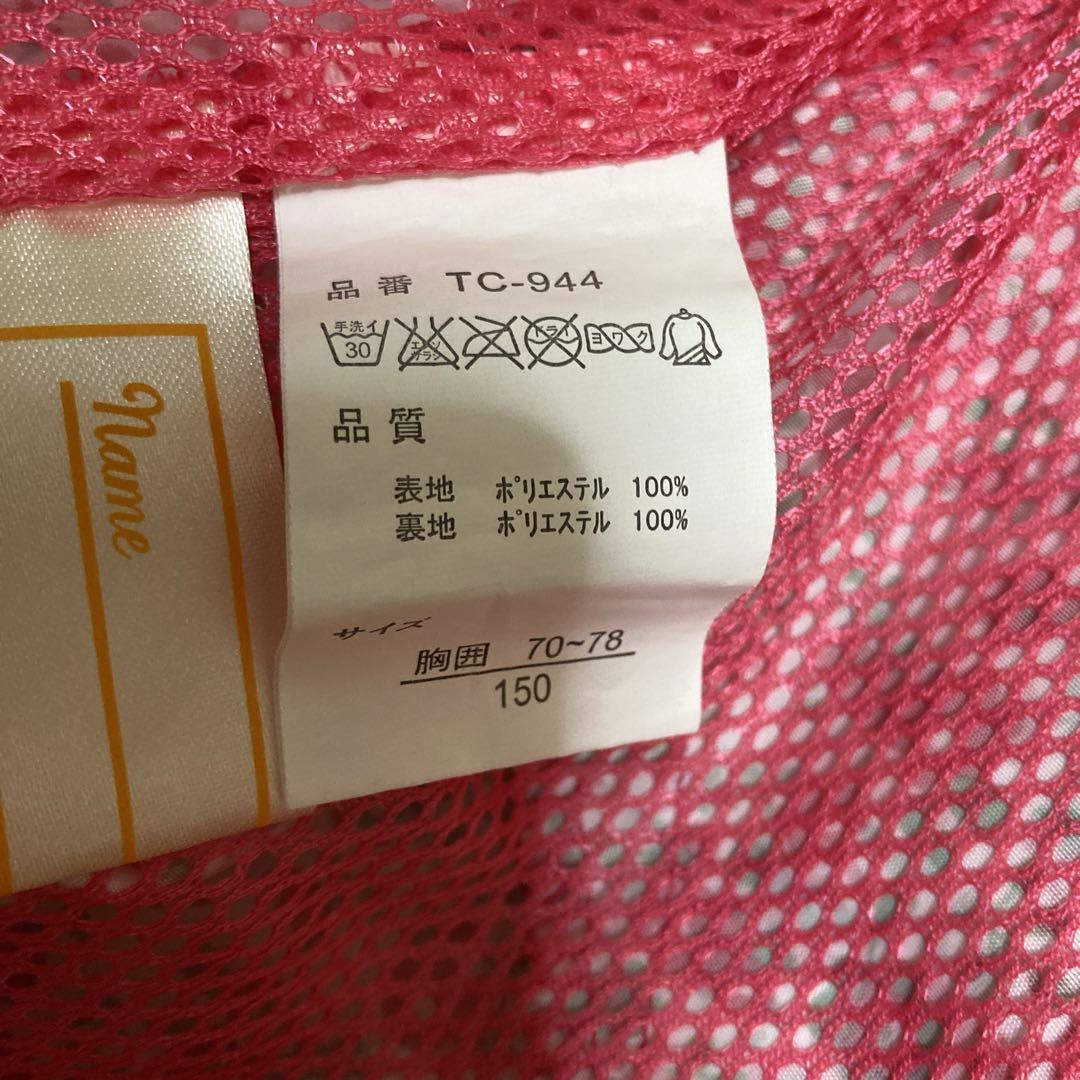 品番 TC-944
手洗イ 30 エンソサラシ ドライ ヨワク
品質
表地 ポリエステル 100%
裏地 ポリエステル 100%
サイズ
胸囲 70~78
150
Name